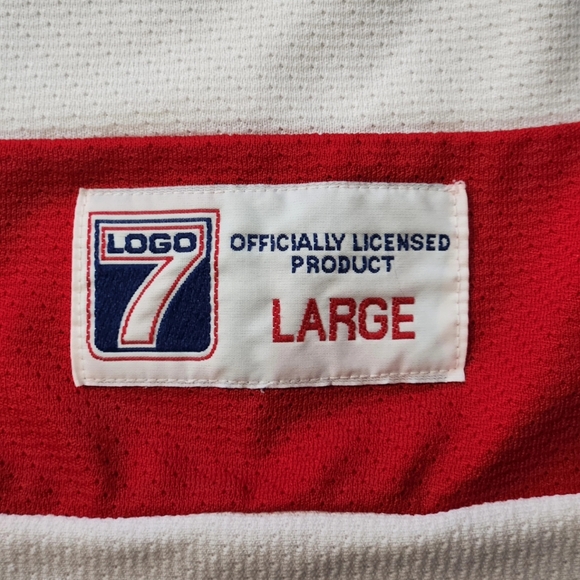 LOGO
7
OFFICIALLY LICENSED
PRODUCT
LARGE